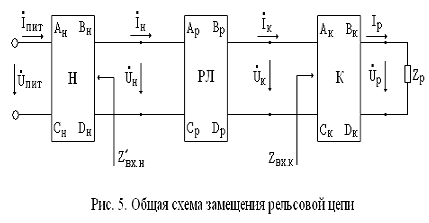 İпит İн İк Iр
Aн Bн Aр Bр Aк Bк
U̇пит Н U̇н РЛ U̇к К U̇р Zр
Cн Dн Cр Dр Cк Dк
Z′вх.н Zвх.к
Рис. 5. Общая схема замещения рельсовой цепи